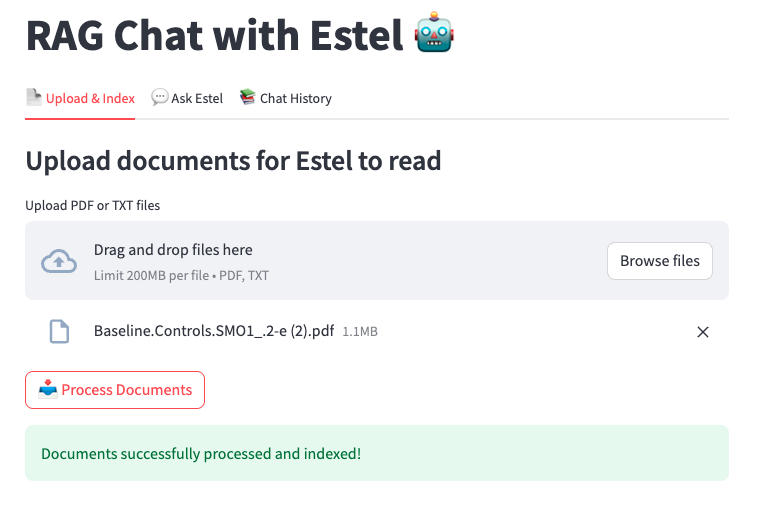 RAG Chat with Estel 🤖
📄 Upload & Index 💬 Ask Estel 📚 Chat History
Upload documents for Estel to read
Upload PDF or TXT files
Drag and drop files here
Limit 200MB per file • PDF, TXT
Browse files
Baseline.Controls.SMO1_.2-e (2).pdf 1.1MB
📥 Process Documents
Documents successfully processed and indexed!